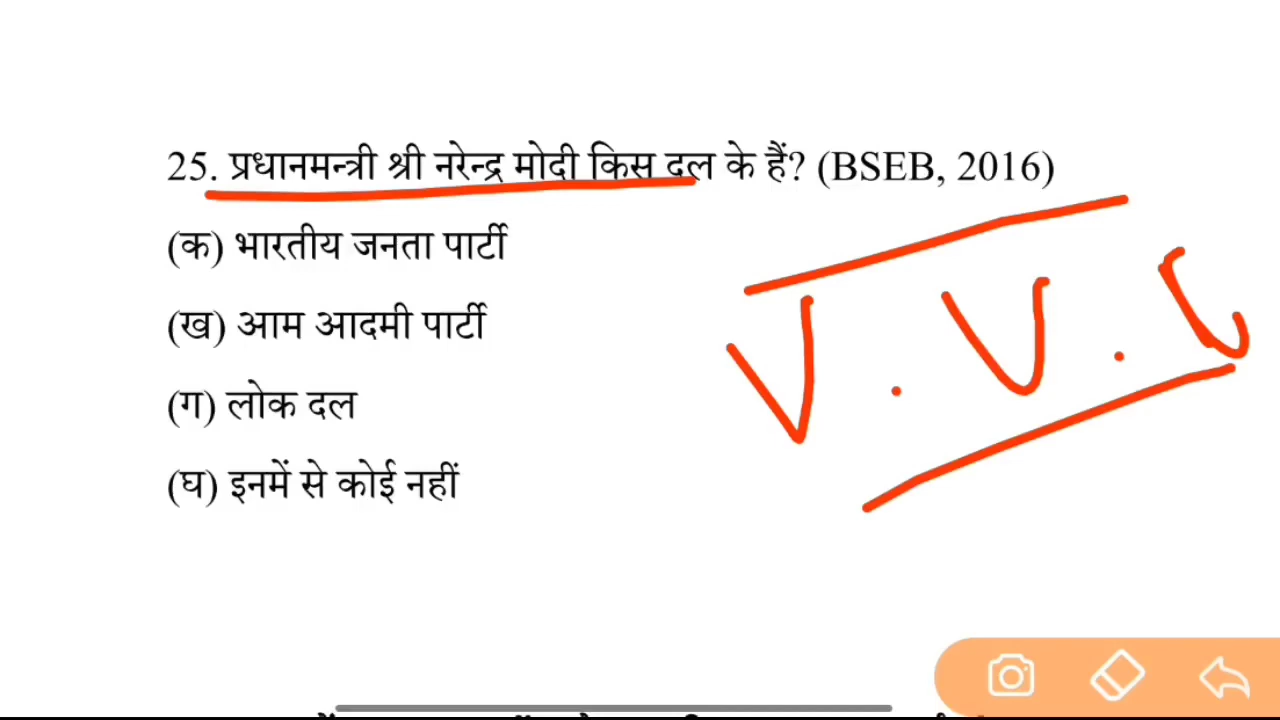 25. प्रधानमन्त्री श्री नरेन्द्र मोदी किस दल के हैं? (BSEB, 2016)
(क) भारतीय जनता पार्टी
(ख) आम आदमी पार्टी
(ग) लोक दल
(घ) इनमें से कोई नहीं
V . V .